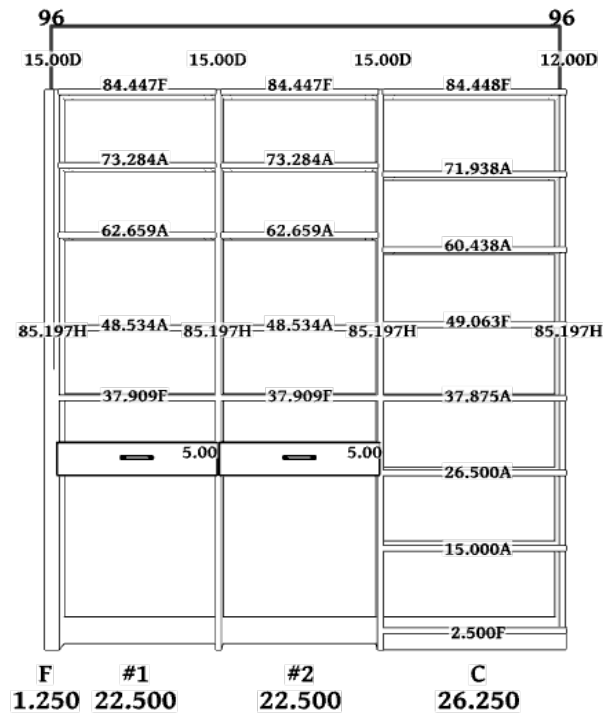 96 96
15.00D 15.00D 15.00D 12.00D
84.447F 84.447F 84.448F
73.284A 73.284A 71.938A
62.659A 62.659A 60.438A
85.197H 48.534A 85.197H 48.534A 85.197H 49.063F 85.197H
37.909F 37.909F 37.875A
5.00 5.00
26.500A
15.000A
2.500F
F #1 #2 C
1.250 22.500 22.500 26.250